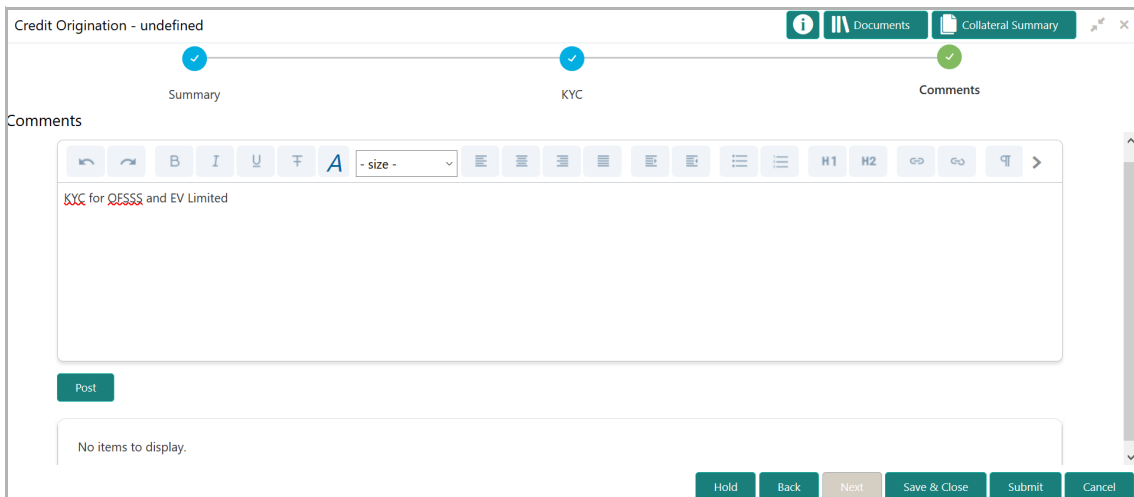 Credit Origination - undefined
Documents
Collateral Summary
Summary
KYC
Comments
Comments
B I U T A - size - H1 H2 ¶
KYC for OFSSS and EV Limited
Post
No items to display.
Hold Back Next Save & Close Submit Cancel